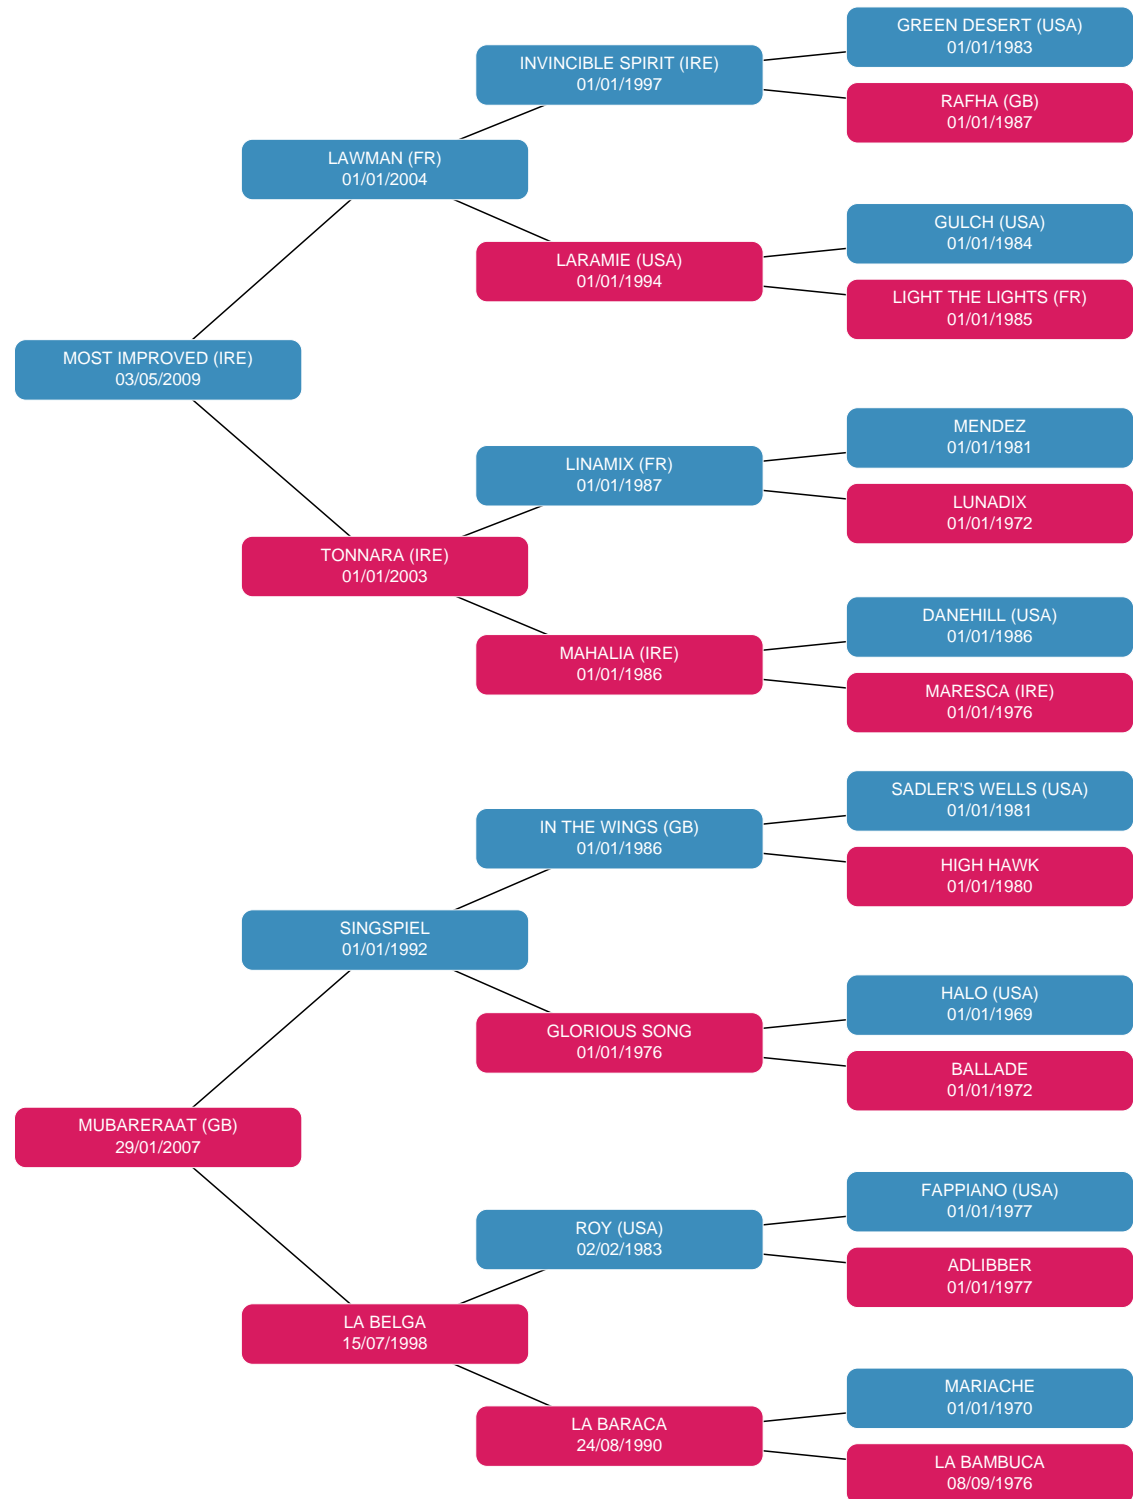 GREEN DESERT (USA)
01/01/1983
INVINCIBLE SPIRIT (IRE)
01/01/1997
RAFHA (GB)
01/01/1987
LAWMAN (FR)
01/01/2004
GULCH (USA)
01/01/1984
LARAMIE (USA)
01/01/1994
LIGHT THE LIGHTS (FR)
01/01/1985
MOST IMPROVED (IRE)
03/05/2009
MENDEZ
01/01/1981
LINAMIX (FR)
01/01/1987
LUNADIX
01/01/1972
TONNARA (IRE)
01/01/2003
DANEHILL (USA)
01/01/1986
MAHALIA (IRE)
01/01/1986
MARESCA (IRE)
01/01/1976
SADLER'S WELLS (USA)
01/01/1981
IN THE WINGS (GB)
01/01/1986
HIGH HAWK
01/01/1980
SINGSPIEL
01/01/1992
HALO (USA)
01/01/1969
GLORIOUS SONG
01/01/1976
BALLADE
01/01/1972
MUBARERAAT (GB)
29/01/2007
FAPPIANO (USA)
01/01/1977
ROY (USA)
02/02/1983
ADLIBBER
01/01/1977
LA BELGA
15/07/1998
MARIACHE
01/01/1970
LA BARACA
24/08/1990
LA BAMBUCA
08/09/1976